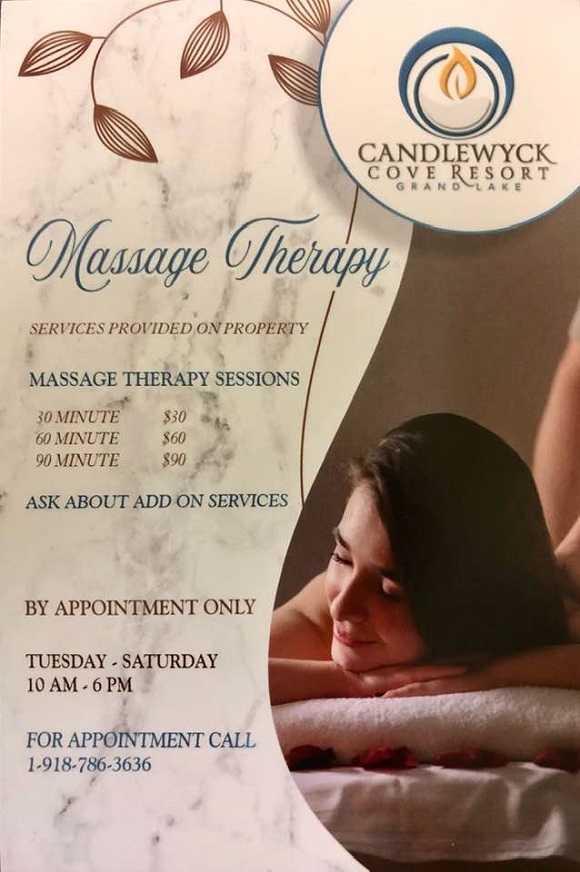 CANDLEWYCK
COVE RESORT
GRAND LAKE
Massage Therapy
SERVICES PROVIDED ON PROPERTY
MASSAGE THERAPY SESSIONS
30 MINUTE $30
60 MINUTE $60
90 MINUTE $90
ASK ABOUT ADD ON SERVICES
BY APPOINTMENT ONLY
TUESDAY - SATURDAY
10 AM - 6 PM
FOR APPOINTMENT CALL
1-918-786-3636